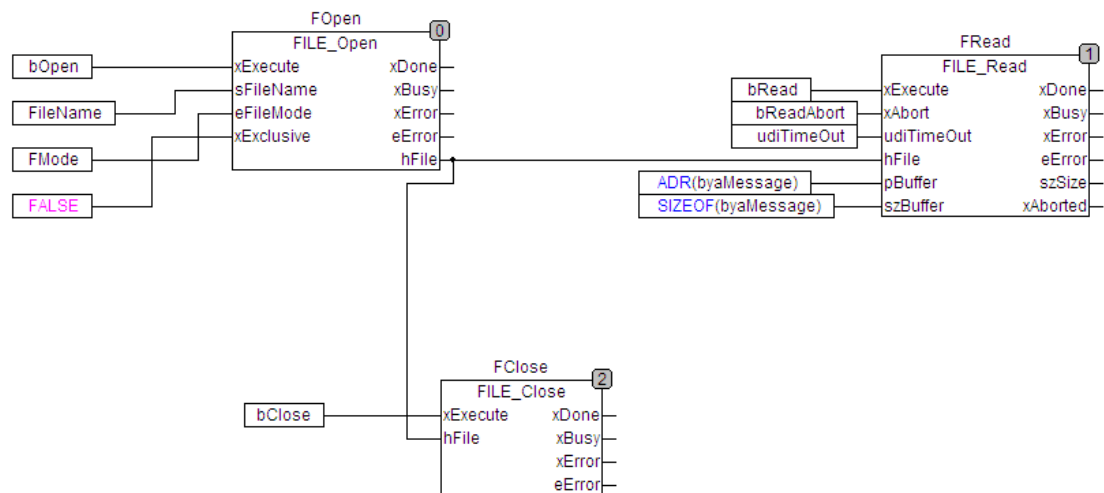 FOpen
0
FILE_Open
bOpen
xExecute
xDone
FileName
sFileName
xBusy
FMode
eFileMode
xError
FALSE
xExclusive
eError
hFile
FRead
1
FILE_Read
bRead
xExecute
xDone
bReadAbort
xAbort
xBusy
udiTimeOut
udiTimeOut
xError
hFile
eError
ADR(byaMessage)
pBuffer
szSize
SIZEOF(byaMessage)
szBuffer
xAborted
FClose
2
FILE_Close
bClose
xExecute
xDone
hFile
xBusy
xError
eError